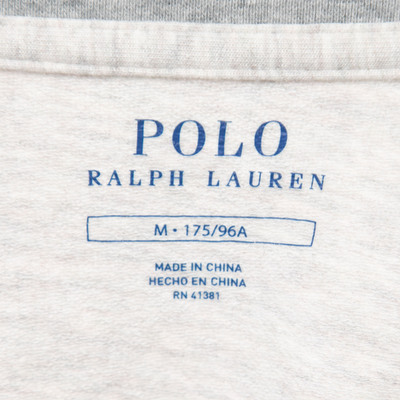 POLO
RALPH LAUREN
M • 175/96A
MADE IN CHINA
HECHO EN CHINA
RN 41381